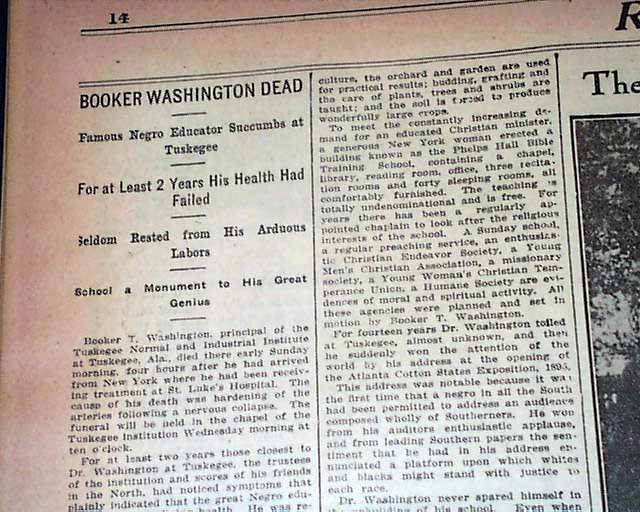 14
R
BOOKER WASHINGTON DEAD
Famous Negro Educator Succumbs at
Tuskegee
For at Least 2 Years His Health Had
Failed
Seldom Rested from His Arduous
Labors
School a Monument to His Great
Genius
Booker T. Washington, principal of the
Tuskegee Normal and Industrial Institute
at Tuskegee, Ala., died there early Sunday
morning, four hours after he had arrived
from New York where he had been receiv-
ing treatment at St. Luke's Hospital. The
cause of his death was hardening of the
arteries following a nervous collapse. The
funeral will be held in the chapel of the
Tuskegee Institution Wednesday morning at
ten o'clock.
For at least two years those closest to
Dr. Washington at Tuskegee, the trustees
of the institution and scores of his friends
in the North, had noticed symptoms that
plainly indicated that the great Negro edu-
health. He was re-
culture, the orchard and garden are used
for practical results; budding, grafting and
the care of plants, trees and shrubs are
taught; and the soil is forced to produce
wonderfully large crops.
To meet the constantly increasing de-
mand for an educated Christian minister,
a generous New York woman erected a
building known as the Phelps Hall Bible
Training School, containing a chapel,
library, reading room, office, three recita-
tion rooms and forty sleeping rooms, all
comfortably furnished. The teaching is
totally undenominational and is free. For
years there has been a regularly ap-
pointed chaplain to look after the religious
interests of the school. A Sunday school,
a regular preaching service, an enthusias-
tic Christian Endeavor Society, a Young
Men's Christian Association, a missionary
society, a Young Woman's Christian Tem-
perance Union, a Humane Society are evi-
dences of moral and spiritual activity. All
these agencies were planned and set in
motion by Booker T. Washington.
For fourteen years Dr. Washington toiled
at Tuskegee, almost unknown, and then
he suddenly won the attention of the
world by his address at the opening of
the Atlanta Cotton States Exposition, 1895.
This address was notable because it was
the first time that a negro in all the South
had been permitted to address an audience
composed wholly of Southerners. He won
from his auditors enthusiastic applause,
and from leading Southern papers the sen-
timent that he had in his address en-
unciated a platform upon which whites
and blacks might stand with justice to
each race.
Dr. Washington never spared himself in
upbuilding of his school. Even when
The